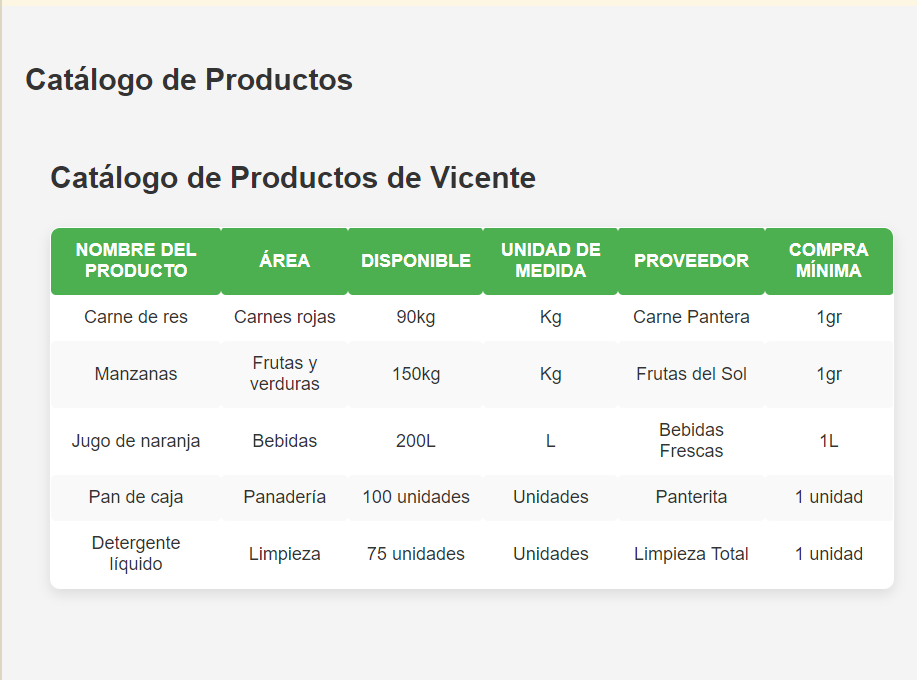 Catálogo de Productos
Catálogo de Productos de Vicente
NOMBRE DEL PRODUCTO ÁREA DISPONIBLE UNIDAD DE MEDIDA PROVEEDOR COMPRA MÍNIMA
Carne de res Carnes rojas 90kg Kg Carne Pantera 1gr
Manzanas Frutas y verduras 150kg Kg Frutas del Sol 1gr
Jugo de naranja Bebidas 200L L Bebidas Frescas 1L
Pan de caja Panadería 100 unidades Unidades Panterita 1 unidad
Detergente líquido Limpieza 75 unidades Unidades Limpieza Total 1 unidad